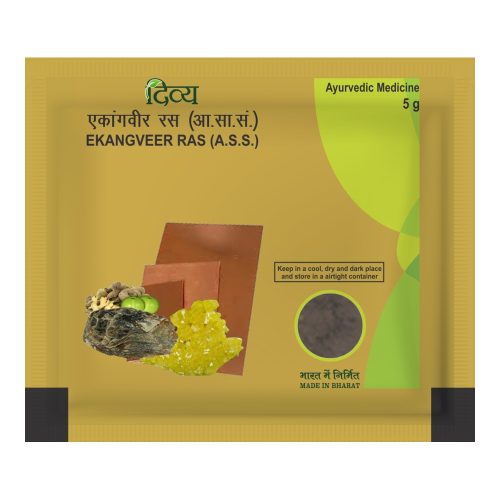 दिव्य
एकांगवीर रस (आ.सा.सं.)
EKANGVEER RAS (A.S.S.)
Ayurvedic Medicine
5 g
Keep in a cool, dry and dark place
and store in a airtight container
भारत में निर्मित
MADE IN BHARAT